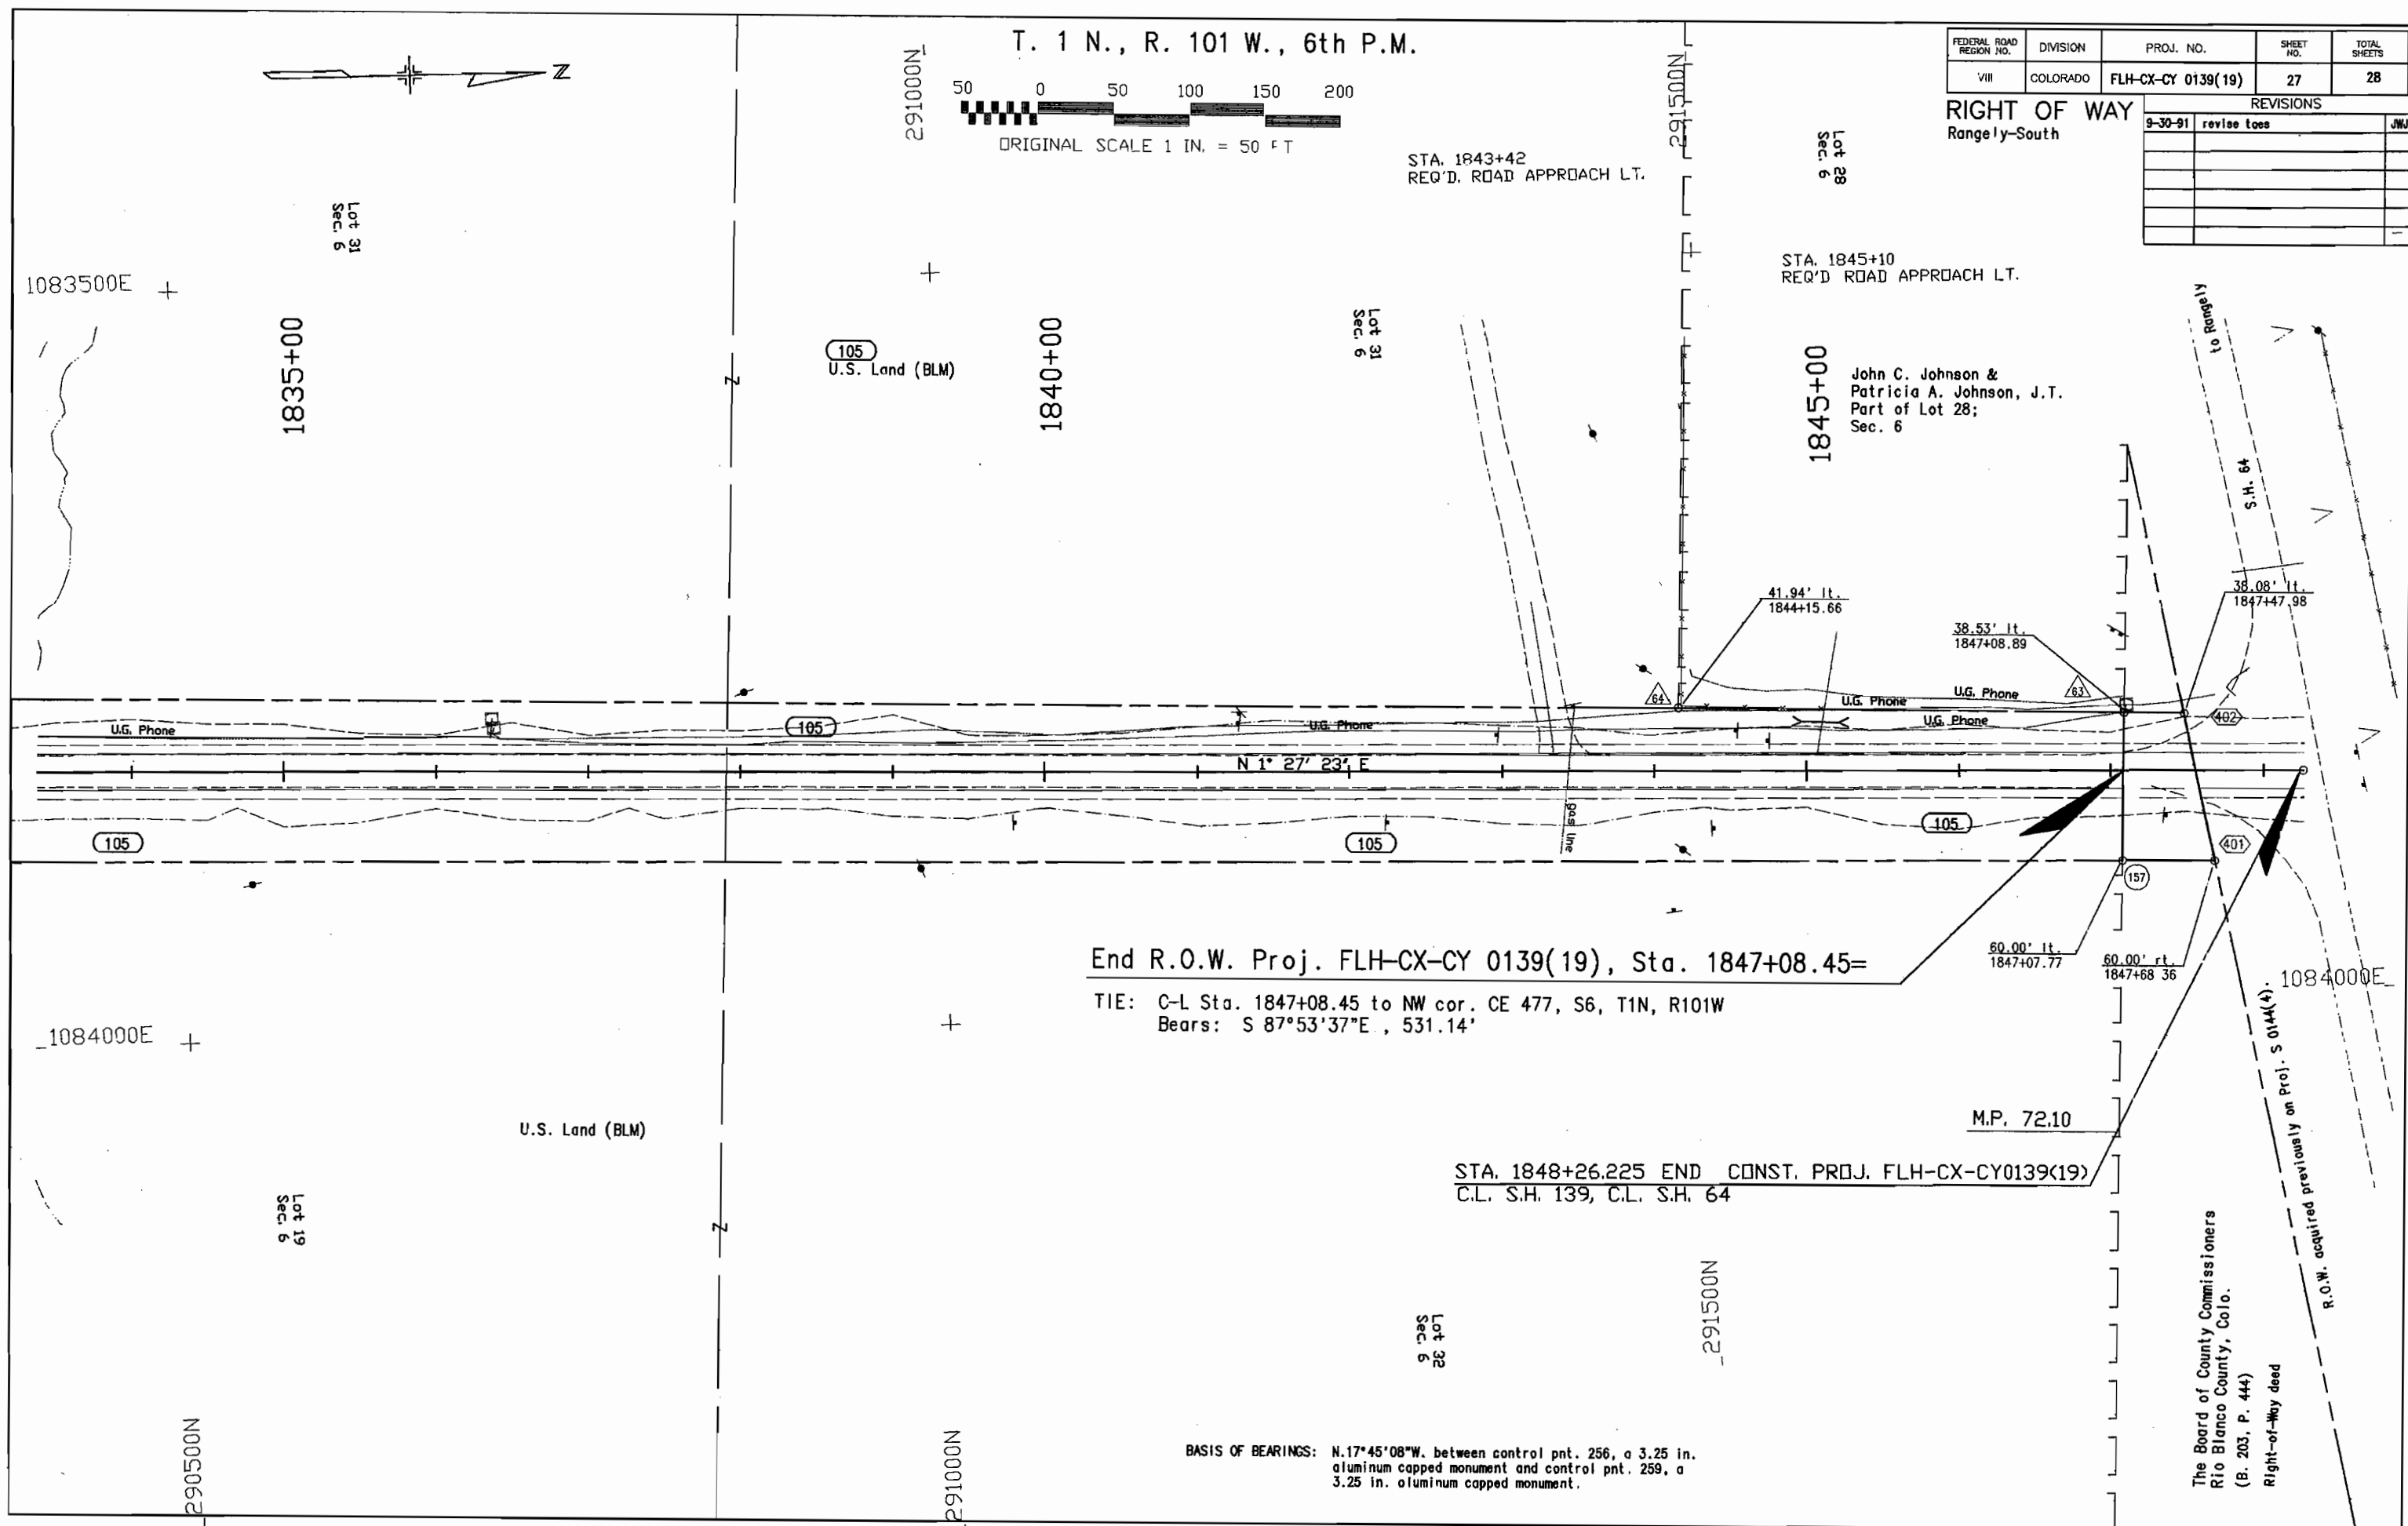 T. 1 N., R. 101 W., 6th P.M.
FEDERAL ROAD REGION NO.
DIVISION
PROJ. NO.
SHEET NO.
TOTAL SHEETS
VIII
COLORADO
FLH-CX-CY 0139(19)
27
28
RIGHT OF WAY
Rangely-South
REVISIONS
9-30-91 revise toes JWJ
Z
50 0 50 100 150 200
ORIGINAL SCALE 1 IN. = 50 FT
291000N
291500N
STA. 1843+42
REQ'D. ROAD APPROACH LT.
Lot 28
Sec. 6
Lot 31
Sec. 6
STA. 1845+10
REQ'D ROAD APPROACH LT.
1083500E
1835+00
105
U.S. Land (BLM)
1840+00
Lot 31
Sec. 6
1845+00
John C. Johnson &
Patricia A. Johnson, J.T.
Part of Lot 28;
Sec. 6
to Rangely
S.H. 64
41.94' lt.
1844+15.66
38.53' lt.
1847+08.89
38.08' lt.
1847+47.98
64
63
U.G. Phone
U.G. Phone
U.G. Phone
105
U.G. Phone
U.G. Phone
402
N 1° 27' 23" E
gas line
105
105
105
401
157
End R.O.W. Proj. FLH-CX-CY 0139(19), Sta. 1847+08.45=
TIE: C-L Sta. 1847+08.45 to NW cor. CE 477, S6, T1N, R101W
Bears: S 87°53'37"E , 531.14'
60.00' lt.
1847+07.77
60.00' rt.
1847+68 36
1084000E
1084000E
U.S. Land (BLM)
M.P. 72.10
STA. 1848+26.225 END CONST. PROJ. FLH-CX-CY0139(19)
C.L. S.H. 139, C.L. S.H. 64
Lot 19
Sec. 6
Lot 32
Sec. 6
R.O.W. acquired previously on Proj. S 0144(4).
The Board of County Commissioners
Rio Blanco County, Colo.
(B. 203, P. 444)
Right-of-Way deed
290500N
291000N
291500N
BASIS OF BEARINGS: N.17°45'08"W. between control pnt. 256, a 3.25 in.
aluminum capped monument and control pnt. 259, a
3.25 in. aluminum capped monument.